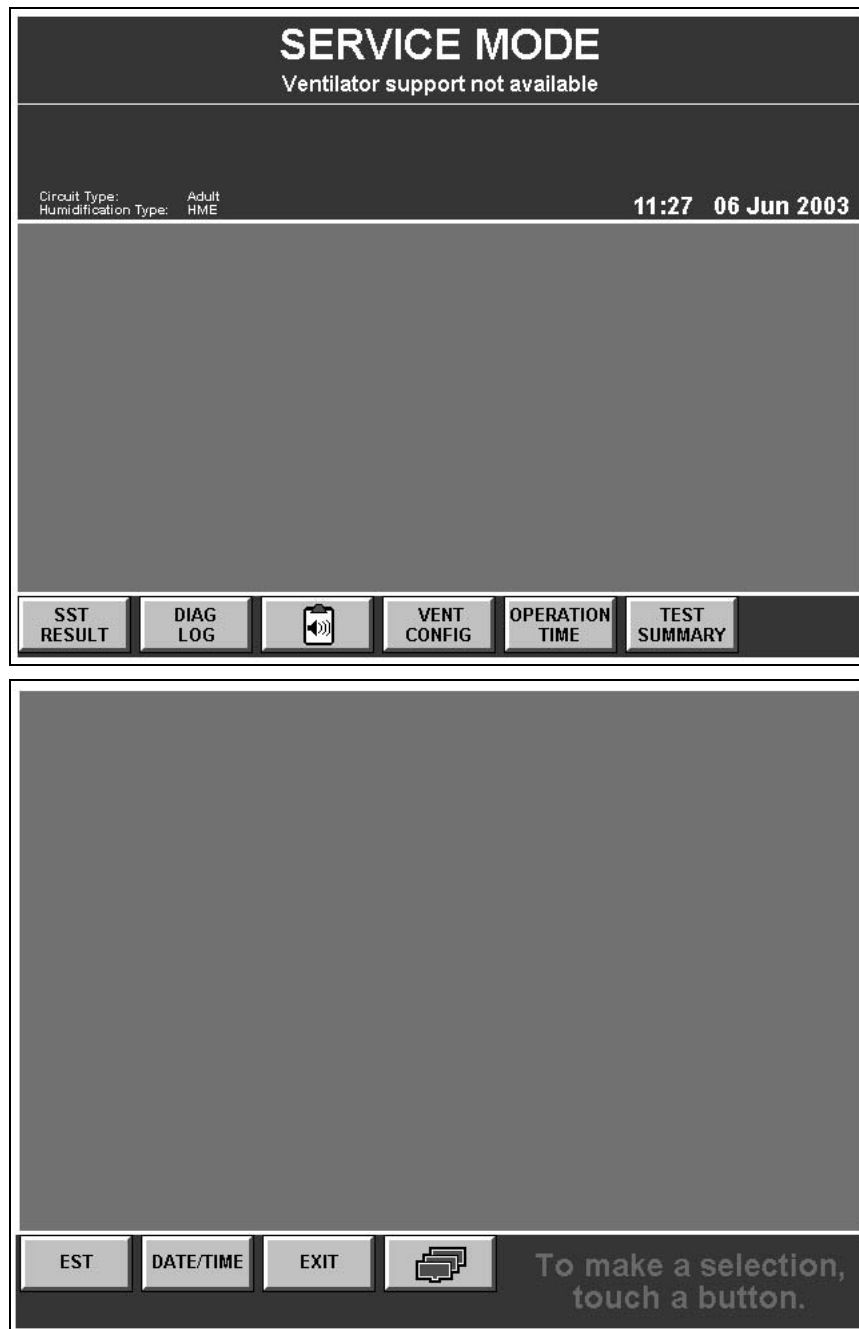 SERVICE MODE
Ventilator support not available
Circuit Type: Adult
Humidification Type: HME
11:27 06 Jun 2003
SST
RESULT
DIAG
LOG
VENT
CONFIG
OPERATION
TIME
TEST
SUMMARY
EST
DATE/TIME
EXIT
To make a selection,
touch a button.